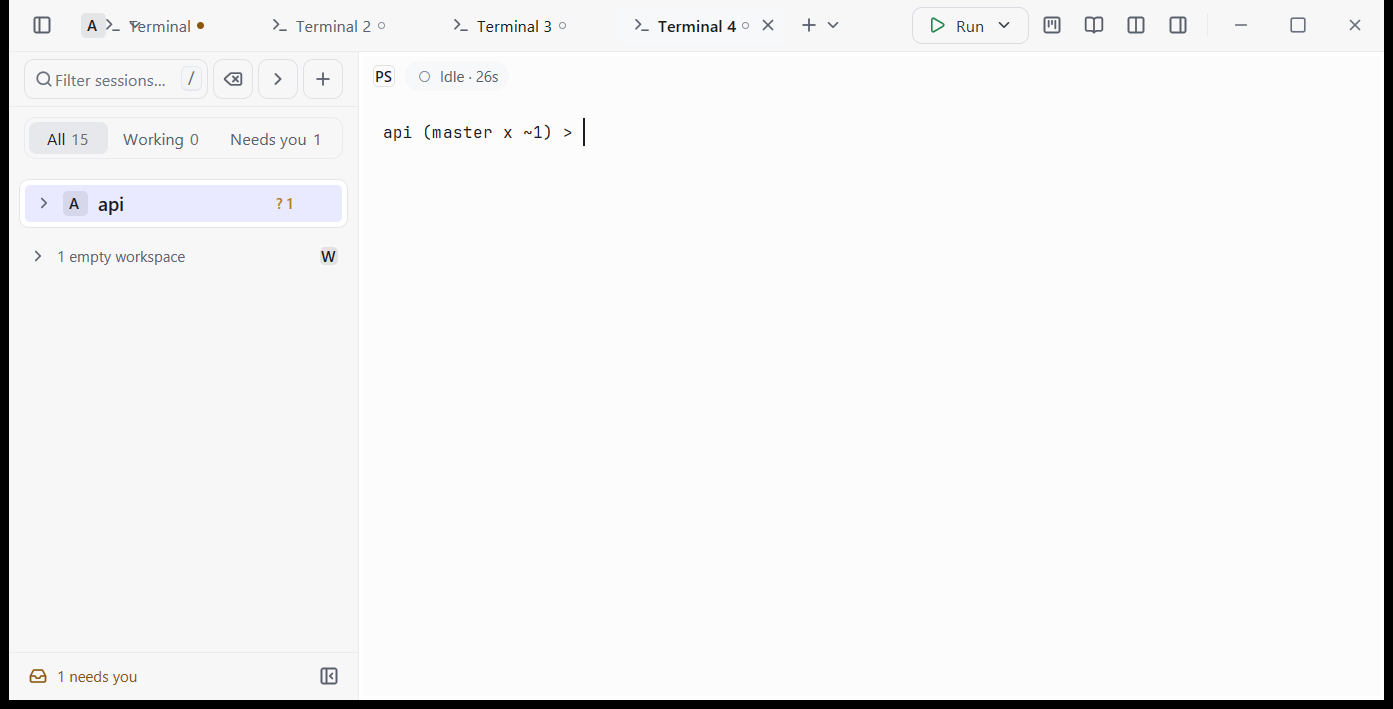 A Terminal Terminal 2 Terminal 3 Terminal 4 Run
Filter sessions... /
PS Idle · 26s
api (master x ~1) >
All 15 Working 0 Needs you 1
A api ? 1
1 empty workspace W
1 needs you